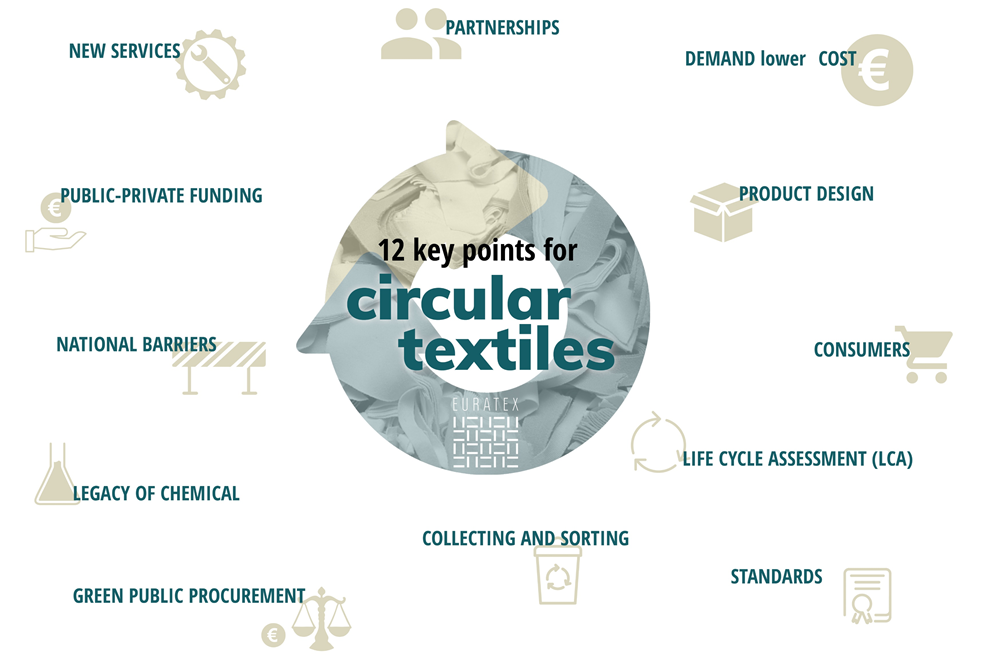 PARTNERSHIPS
NEW SERVICES
DEMAND lower COST
€
PUBLIC-PRIVATE FUNDING
€
PRODUCT DESIGN
12 key points for
circular
textiles
NATIONAL BARRIERS
CONSUMERS
EURATEX
LIFE CYCLE ASSESSMENT (LCA)
LEGACY OF CHEMICAL
COLLECTING AND SORTING
STANDARDS
GREEN PUBLIC PROCUREMENT
€